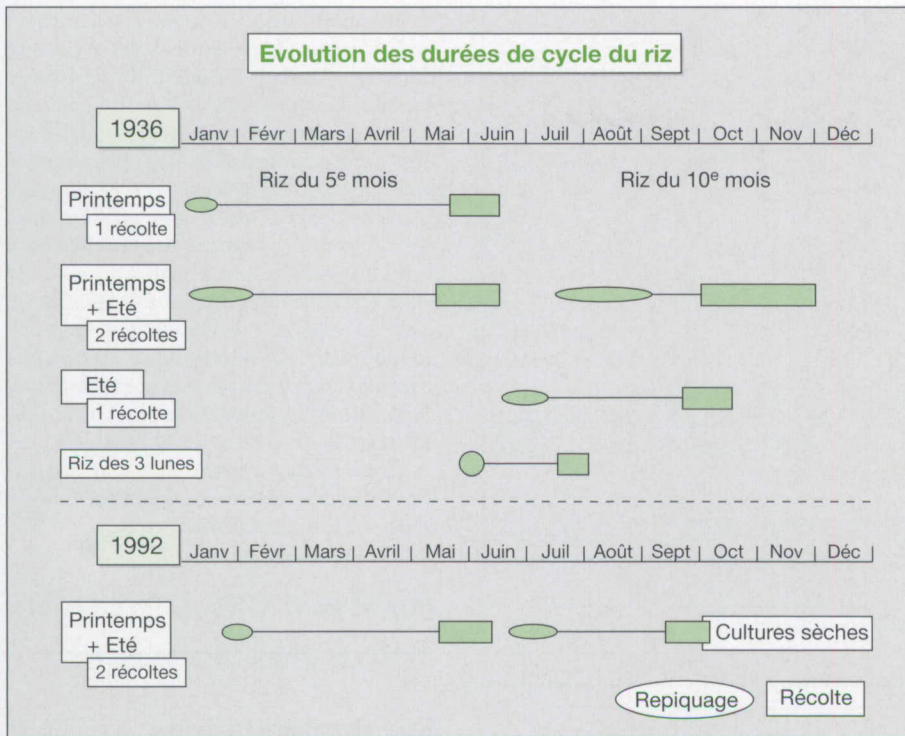 Evolution des durées de cycle du riz
1936
Janv | Févr | Mars | Avril | Mai | Juin | Juil | Août | Sept | Oct | Nov | Déc |
Riz du 5e mois
Riz du 10e mois
Printemps
1 récolte
Printemps
+ Eté
2 récoltes
Eté
1 récolte
Riz des 3 lunes
1992
Janv | Févr | Mars | Avril | Mai | Juin | Juil | Août | Sept | Oct | Nov | Déc |
Printemps
+ Eté
2 récoltes
Cultures sèches
Repiquage
Récolte